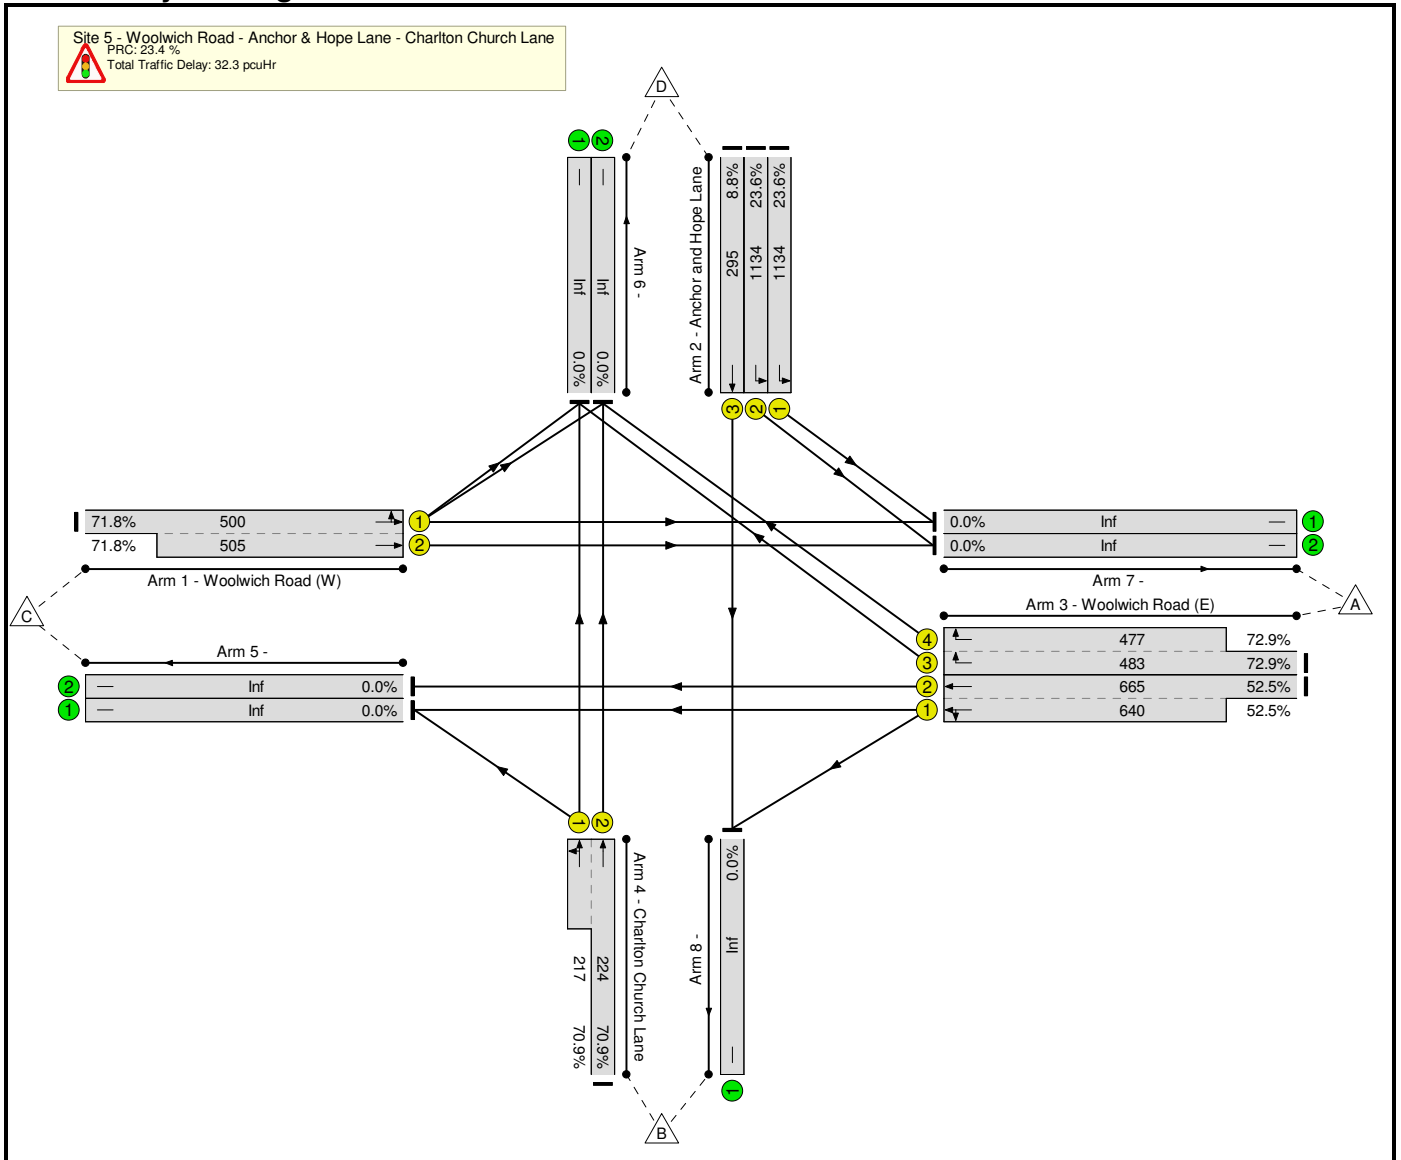 Site 5 - Woolwich Road - Anchor & Hope Lane - Charlton Church Lane
PRC: 23.4 %
Total Traffic Delay: 32.3 pcuHr
D
1
2
Inf
0.0%
Inf
0.0%
Arm 6 -
Arm 2 - Anchor and Hope Lane
8.8%
295
23.6%
1134
23.6%
1134
3
2
1
71.8%
500
1
71.8%
505
2
Arm 1 - Woolwich Road (W)
C
0.0%
Inf
1
0.0%
Inf
2
Arm 7 -
Arm 3 - Woolwich Road (E)
A
4
477
72.9%
3
483
72.9%
2
665
52.5%
1
640
52.5%
Arm 5 -
2
Inf
0.0%
1
Inf
0.0%
1
2
217
70.9%
224
70.9%
Arm 4 - Charlton Church Lane
Arm 8 -
0.0%
Inf
1
B